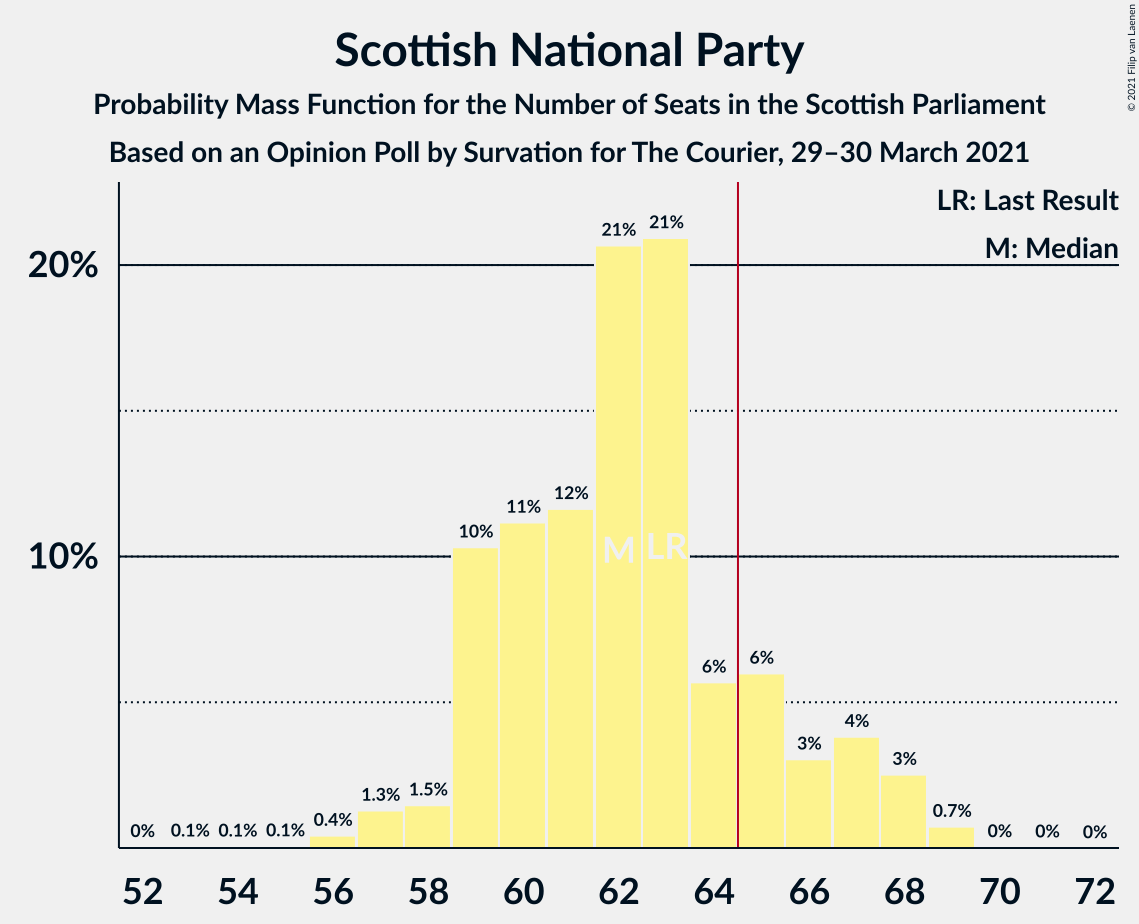 Scottish National Party
Probability Mass Function for the Number of Seats in the Scottish Parliament
Based on an Opinion Poll by Survation for The Courier, 29–30 March 2021
© 2021 Filip van Laenen
LR: Last Result
M: Median
20%
10%
0% 0.1% 0.1% 0.1% 0.4% 1.3% 1.5% 10% 11% 12% 21% 21% 6% 6% 3% 4% 3% 0.7% 0% 0% 0%
M LR
52 54 56 58 60 62 64 66 68 70 72